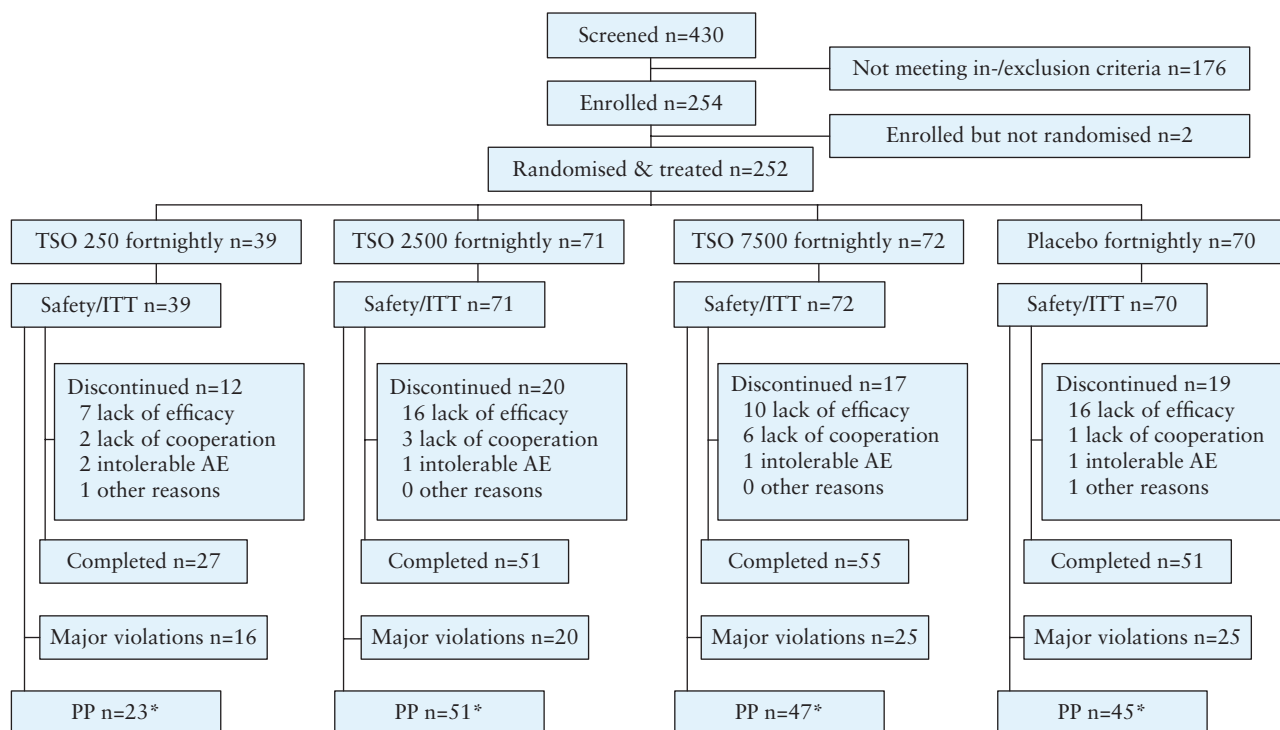 Screened n=430
Not meeting in-/exclusion criteria n=176
Enrolled n=254
Enrolled but not randomised n=2
Randomised & treated n=252
TSO 250 fortnightly n=39
TSO 2500 fortnightly n=71
TSO 7500 fortnightly n=72
Placebo fortnightly n=70
Safety/ITT n=39
Safety/ITT n=71
Safety/ITT n=72
Safety/ITT n=70
Discontinued n=12
7 lack of efficacy
2 lack of cooperation
2 intolerable AE
1 other reasons
Discontinued n=20
16 lack of efficacy
3 lack of cooperation
1 intolerable AE
0 other reasons
Discontinued n=17
10 lack of efficacy
6 lack of cooperation
1 intolerable AE
0 other reasons
Discontinued n=19
16 lack of efficacy
1 lack of cooperation
1 intolerable AE
1 other reasons
Completed n=27
Completed n=51
Completed n=55
Completed n=51
Major violations n=16
Major violations n=20
Major violations n=25
Major violations n=25
PP n=23*
PP n=51*
PP n=47*
PP n=45*